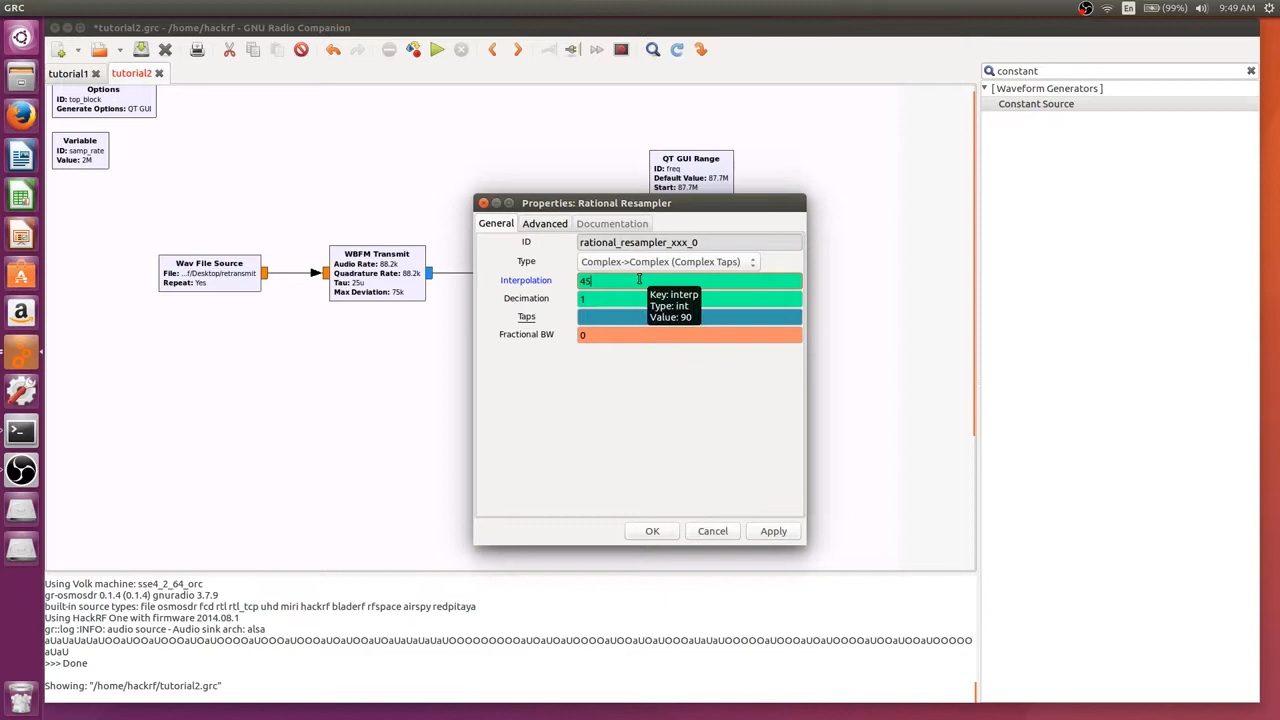 GRC
En
(99%)
9:49 AM
*tutorial2.grc - /home/hackrf - GNU Radio Companion
tutorial1
tutorial2
constant
[ Waveform Generators ]
Constant Source
Options
ID: top_block
Generate Options: QT GUI
Variable
ID: samp_rate
Value: 2M
QT GUI Range
ID: freq
Default Value: 87.7M
Start: 87.7M
Wav File Source
File: ...f/Desktop/retransmit
Repeat: Yes
WBFM Transmit
Audio Rate: 88.2k
Quadrature Rate: 88.2k
Tau: 25u
Max Deviation: 75k
Properties: Rational Resampler
General
Advanced
Documentation
ID
rational_resampler_xxx_0
Type
Complex->Complex (Complex Taps)
Interpolation
45
Decimation
1
Taps
Fractional BW
0
Key: interp
Type: int
Value: 90
OK
Cancel
Apply
Using Volk machine: sse4_2_64_orc
gr-osmosdr 0.1.4 (0.1.4) gnuradio 3.7.9
built-in source types: file osmosdr fcd rtl rtl_tcp uhd miri hackrf bladerf rfspace airspy redpitaya
Using HackRF One with firmware 2014.08.1
gr::log :INFO: audio source - Audio sink arch: alsa
aUaU
>>> Done
Showing: "/home/hackrf/tutorial2.grc"